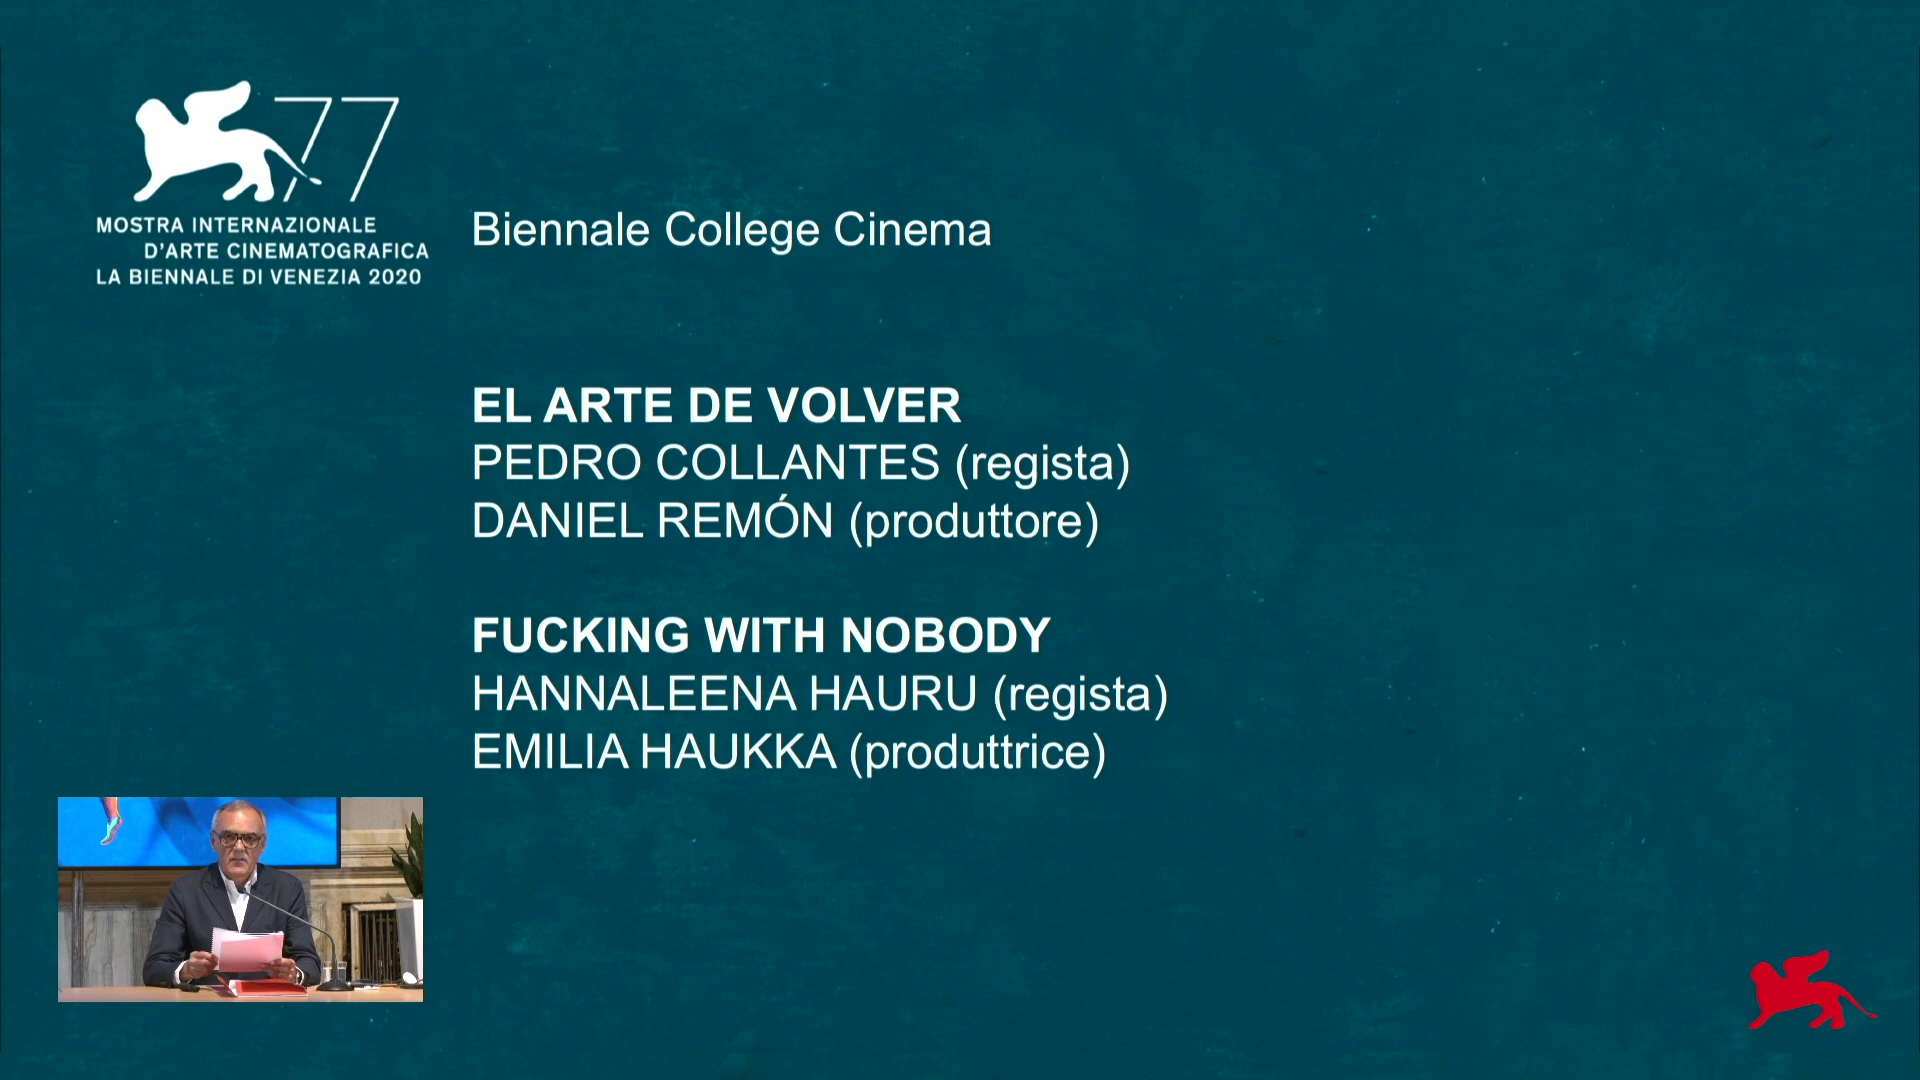 77
MOSTRA INTERNAZIONALE
D'ARTE CINEMATOGRAFICA
LA BIENNALE DI VENEZIA 2020
Biennale College Cinema
EL ARTE DE VOLVER
PEDRO COLLANTES (regista)
DANIEL REMÓN (produttore)
FUCKING WITH NOBODY
HANNALEENA HAURU (regista)
EMILIA HAUKKA (produttrice)